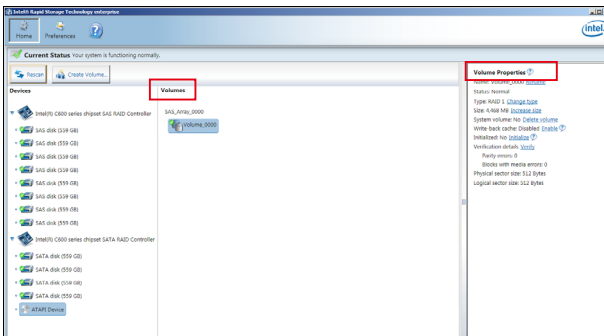 Intel® Rapid Storage Technology enterprise
Home
Preferences
intel
Current Status Your system is functioning normally.
Rescan
Create Volume...
Devices
Intel(R) C600 series chipset SAS RAID Controller
SAS disk (559 GB)
SAS disk (559 GB)
SAS disk (559 GB)
SAS disk (559 GB)
SAS disk (559 GB)
SAS disk (559 GB)
SAS disk (559 GB)
SAS disk (559 GB)
Intel(R) C600 series chipset SATA RAID Controller
SATA disk (559 GB)
SATA disk (559 GB)
SATA disk (559 GB)
SATA disk (559 GB)
ATAPI Device
Volumes
SAS_Array_0000
Volume_0000
Volume Properties
Name: Volume_0000 Rename
Status: Normal
Type: RAID 1 Change type
Size: 4,468 MB Increase size
System volume: No Delete volume
Write-back cache: Disabled Enable
Initialized: No Initialize
Verification details Verify
Parity errors: 0
Blocks with media errors: 0
Physical sector size: 512 Bytes
Logical sector size: 512 Bytes